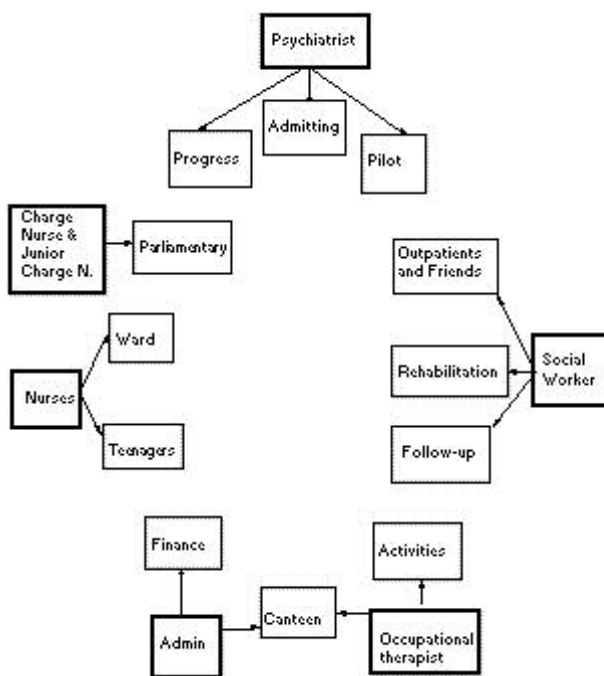 Psychiatrist
Admitting
Progress
Pilot
Charge
Nurse &
Junior
Charge N.
Parliamentary
Outpatients
and Friends
Ward
Rehabilitation
Social
Worker
Nurses
Teenagers
Follow-up
Finance
Activities
Canteen
Admin
Occupational
therapist